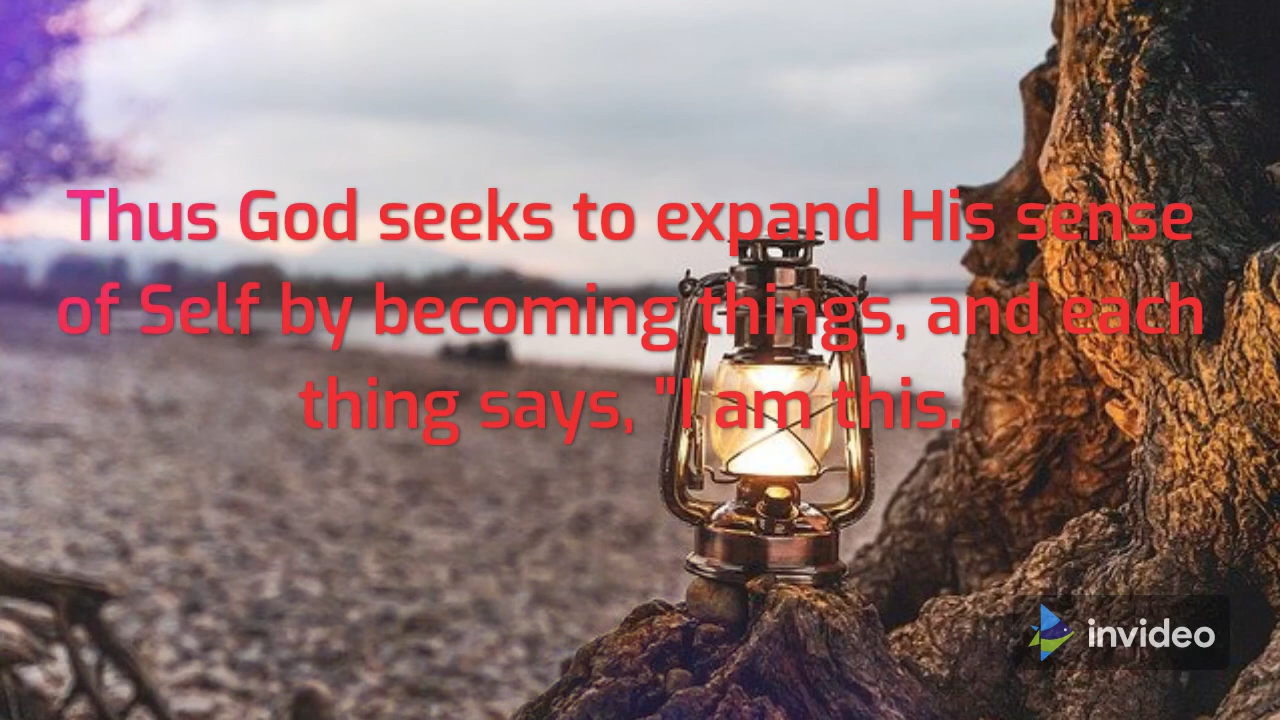 Thus God seeks to expand His sense
of Self by becoming things, and each
thing says, "I am this.
invideo